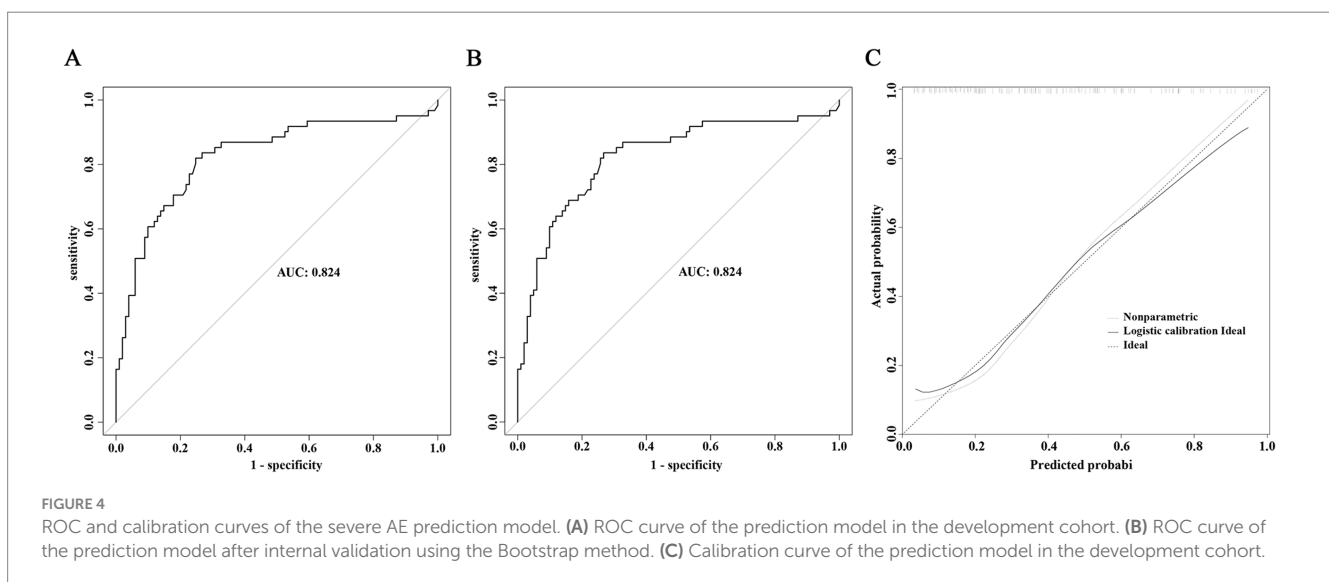 A
B
C
1.0
0.8
0.6
0.4
0.2
0.0
sensitivity
AUC: 0.824
0.0 0.2 0.4 0.6 0.8 1.0
1 - specificity
1.0
0.8
0.6
0.4
0.2
0.0
sensitivity
AUC: 0.824
0.0 0.2 0.4 0.6 0.8 1.0
1 - specificity
1.0
0.8
0.6
0.4
0.2
0.0
Actual probability
Nonparametric
Logistic calibration Ideal
Ideal
0.0 0.2 0.4 0.6 0.8 1.0
Predicted probabi
FIGURE 4
ROC and calibration curves of the severe AE prediction model. (A) ROC curve of the prediction model in the development cohort. (B) ROC curve of
the prediction model after internal validation using the Bootstrap method. (C) Calibration curve of the prediction model in the development cohort.